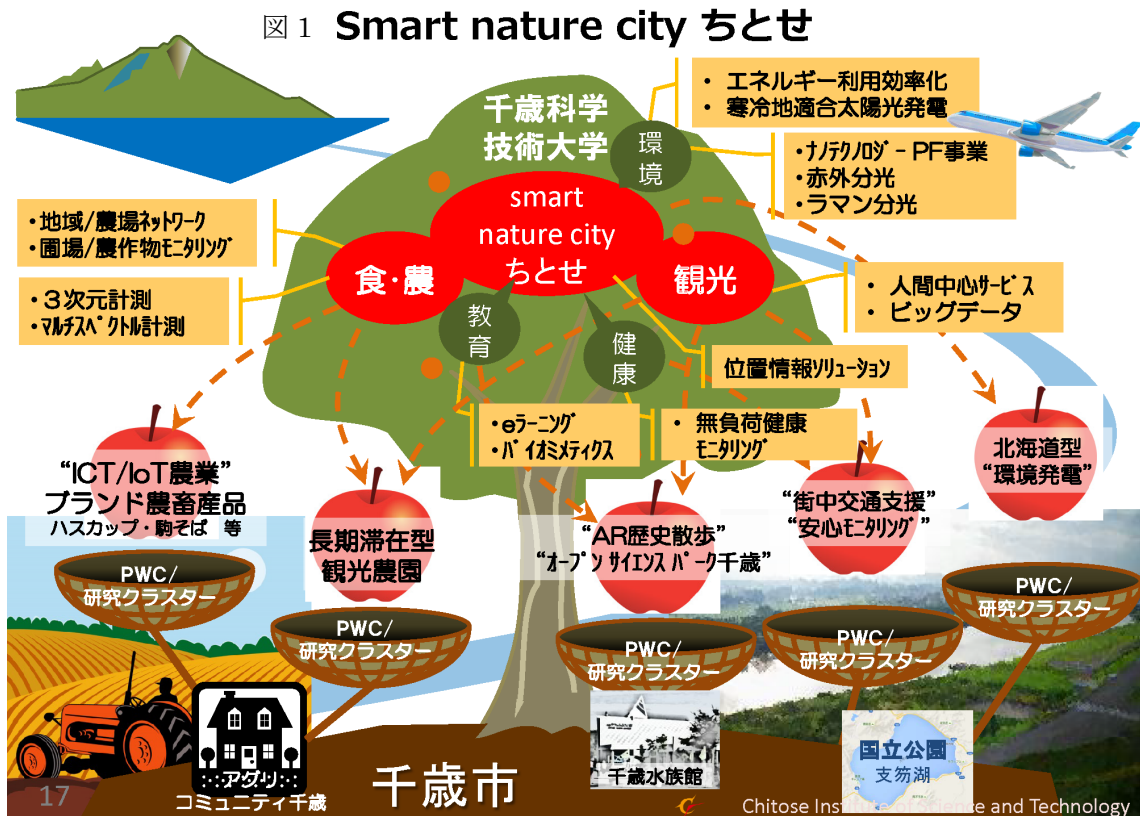 図1 Smart nature city ちとせ
千歳科学
技術大学
環
境
・ エネルギー利用効率化
・ 寒冷地適合太陽光発電
・ナノテクノロジーPF事業
・赤外分光
・ラマン分光
smart
nature city
ちとせ
食・農
観光
・地域/農場ネットワーク
・圃場/農作物モニタリング
・３次元計測
・マルチスペクトル計測
・ 人間中心サービス
・ ビッグデータ
教
育
健
康
位置情報ソリューション
・eラーニング
・バイオミメティクス
・ 無負荷健康
モニタリング
“ICT/IoT農業”
ブランド農畜産品
ハスカップ・駒そば 等
長期滞在型
観光農園
“AR歴史散歩”
“オープンサイエンスパーク千歳”
“街中交通支援”
“安心モニタリング”
北海道型
“環境発電”
PWC/
研究クラスター
PWC/
研究クラスター
PWC/
研究クラスター
PWC/
研究クラスター
PWC/
研究クラスター
アグリ
コミュニティ千歳
千歳市
千歳水族館
国立公園
支笏湖
17
Chitose Institute of Science and Technology